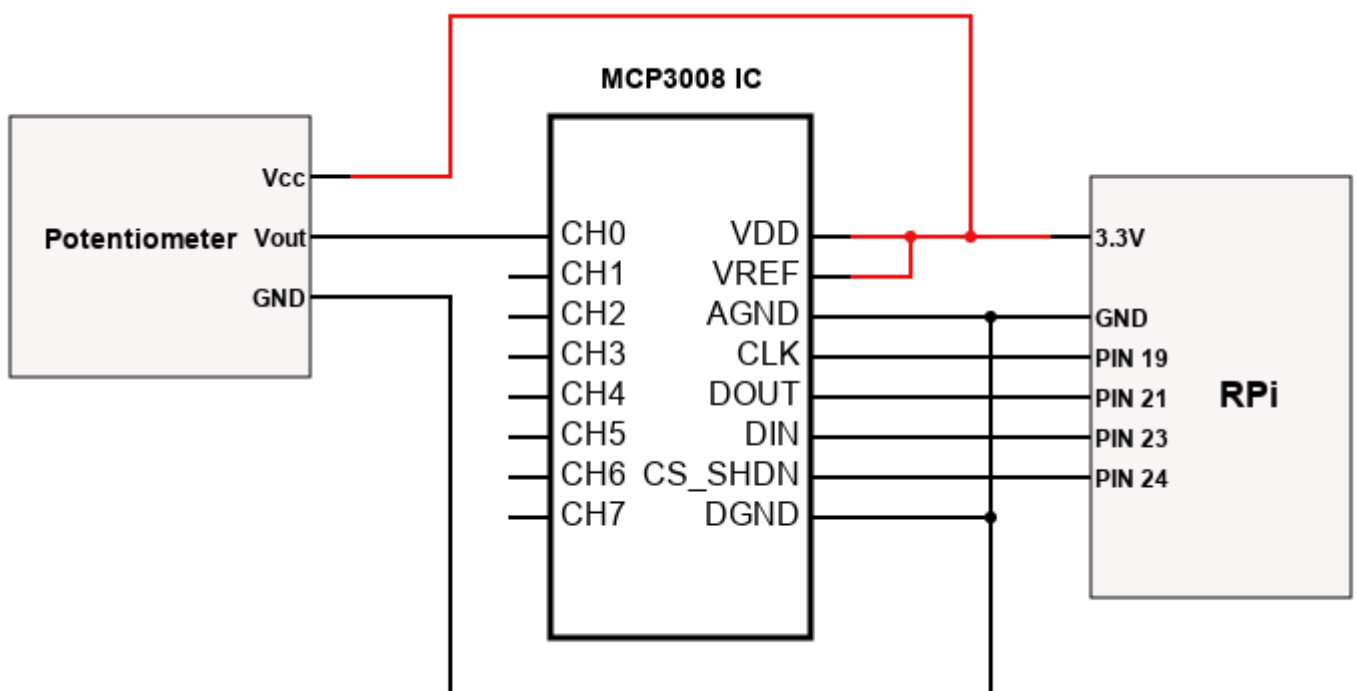 MCP3008 IC
Potentiometer
Vcc
Vout
GND
CH0
CH1
CH2
CH3
CH4
CH5
CH6
CH7
VDD
VREF
AGND
CLK
DOUT
DIN
CS_SHDN
DGND
3.3V
GND
PIN 19
PIN 21
PIN 23
PIN 24
RPi